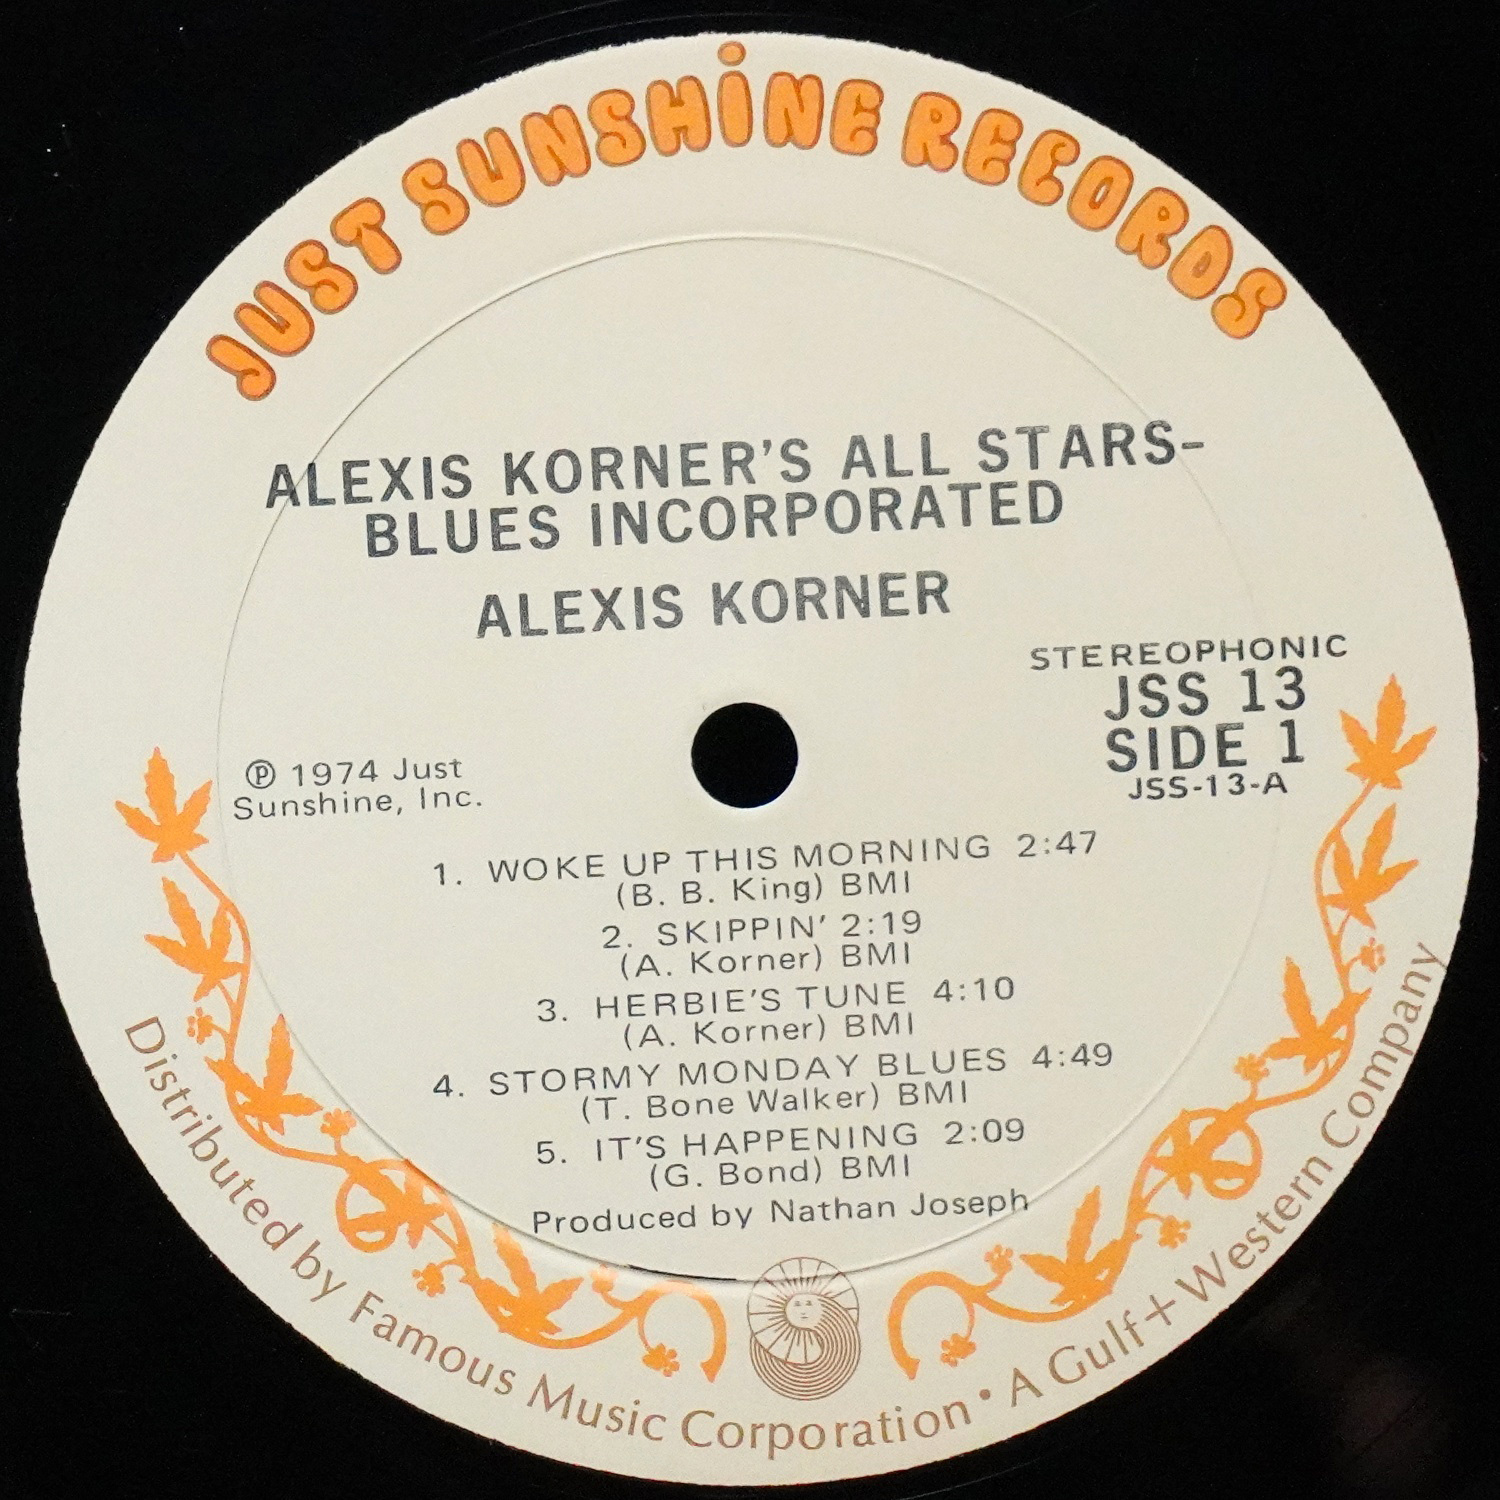 JUST SUNSHINE RECORDS
ALEXIS KORNER'S ALL STARS-
BLUES INCORPORATED
ALEXIS KORNER
STEREOPHONIC
JSS 13
SIDE 1
JSS-13-A
℗ 1974 Just
Sunshine, Inc.
1. WOKE UP THIS MORNING 2:47
(B. B. King) BMI
2. SKIPPIN' 2:19
(A. Korner) BMI
3. HERBIE'S TUNE 4:10
(A. Korner) BMI
4. STORMY MONDAY BLUES 4:49
(T. Bone Walker) BMI
5. IT'S HAPPENING 2:09
(G. Bond) BMI
Produced by Nathan Joseph
Distributed by Famous Music Corporation • A Gulf+Western Company